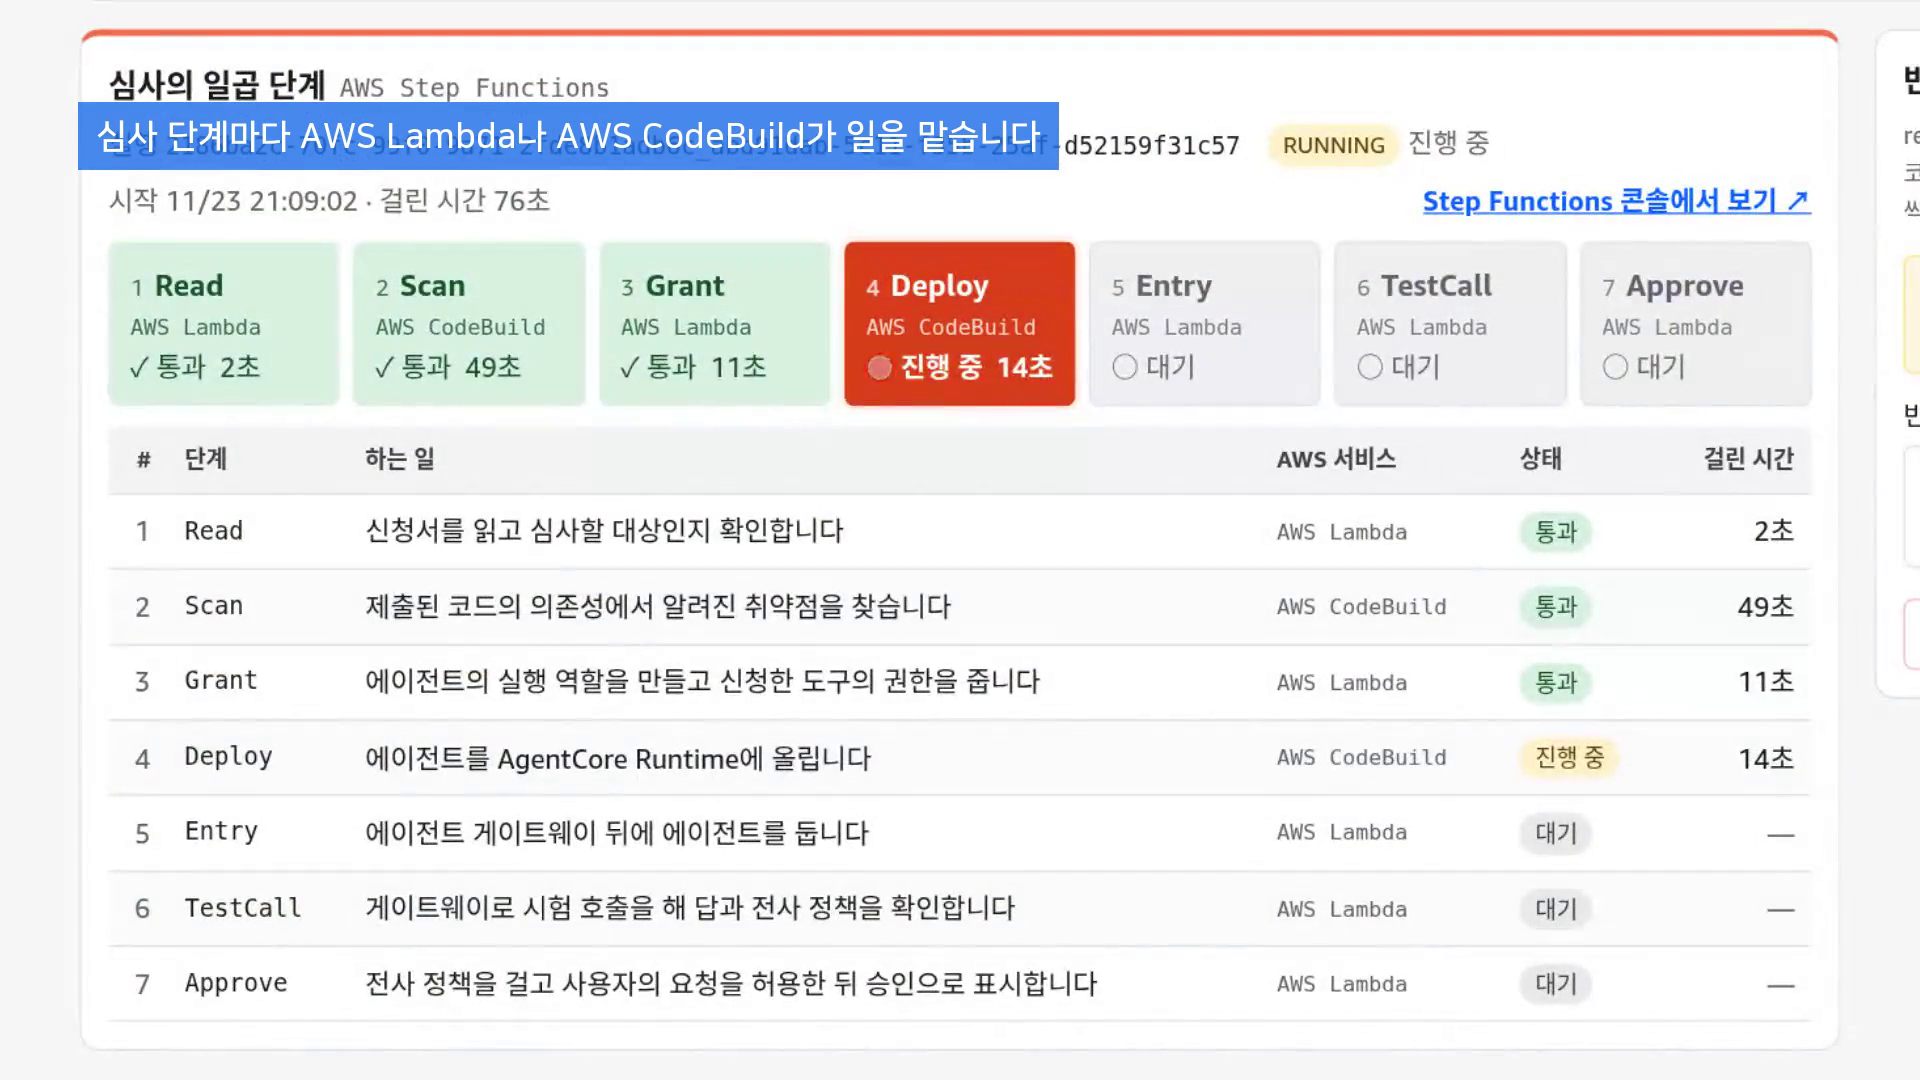 심사의 일곱 단계 AWS Step Functions
심사 단계마다 AWS Lambda나 AWS CodeBuild가 일을 맡습니다
d52159f31c57 RUNNING 진행 중
시작 11/23 21:09:02 · 걸린 시간 76초
Step Functions 콘솔에서 보기 ↗
1 Read
AWS Lambda
✓ 통과 2초
2 Scan
AWS CodeBuild
✓ 통과 49초
3 Grant
AWS Lambda
✓ 통과 11초
4 Deploy
AWS CodeBuild
진행 중 14초
5 Entry
AWS Lambda
○ 대기
6 TestCall
AWS Lambda
○ 대기
7 Approve
AWS Lambda
○ 대기
# 단계 하는 일 AWS 서비스 상태 걸린 시간
1 Read 신청서를 읽고 심사할 대상인지 확인합니다 AWS Lambda 통과 2초
2 Scan 제출된 코드의 의존성에서 알려진 취약점을 찾습니다 AWS CodeBuild 통과 49초
3 Grant 에이전트의 실행 역할을 만들고 신청한 도구의 권한을 줍니다 AWS Lambda 통과 11초
4 Deploy 에이전트를 AgentCore Runtime에 올립니다 AWS CodeBuild 진행 중 14초
5 Entry 에이전트 게이트웨이 뒤에 에이전트를 둡니다 AWS Lambda 대기 —
6 TestCall 게이트웨이로 시험 호출을 해 답과 전사 정책을 확인합니다 AWS Lambda 대기 —
7 Approve 전사 정책을 걸고 사용자의 요청을 허용한 뒤 승인으로 표시합니다 AWS Lambda 대기 —